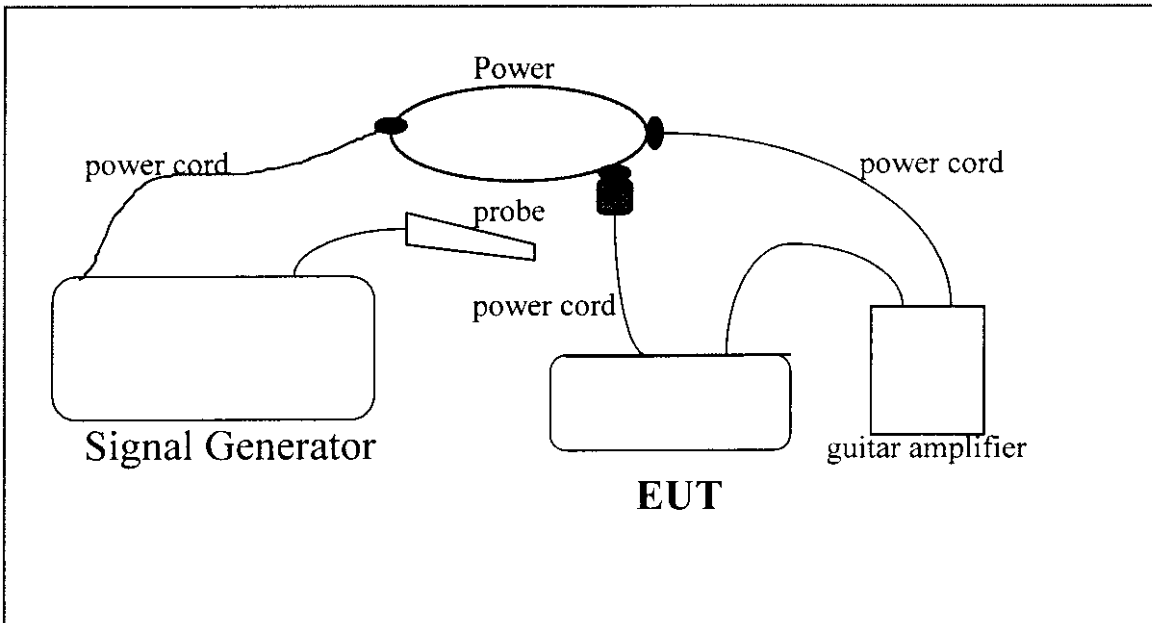 Power
power cord
power cord
probe
power cord
Signal Generator
guitar amplifier
EUT